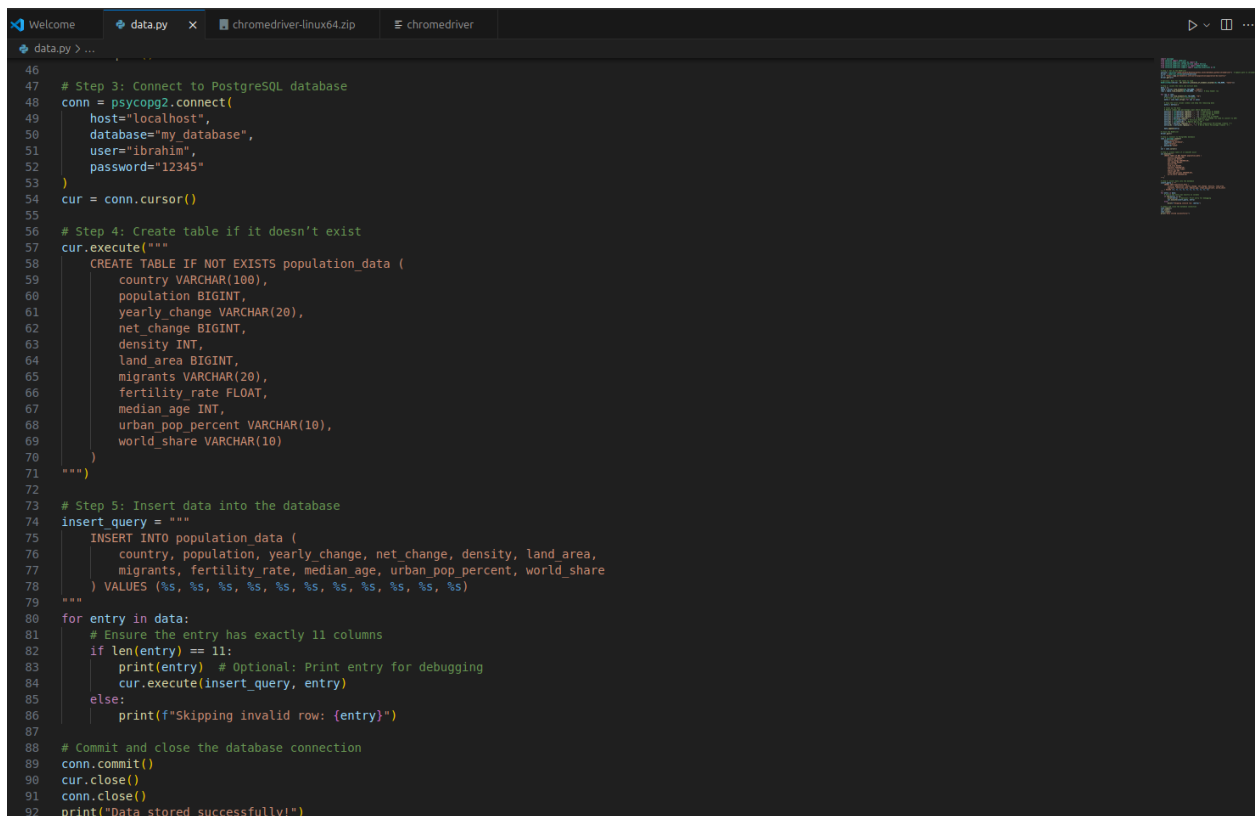 Welcome
data.py
chromedriver-linux64.zip
chromedriver
data.py > ...
46
47 # Step 3: Connect to PostgreSQL database
48 conn = psycopg2.connect(
49     host="localhost",
50     database="my_database",
51     user="ibrahim",
52     password="12345"
53 )
54 cur = conn.cursor()
55
56 # Step 4: Create table if it doesn’t exist
57 cur.execute("""
58     CREATE TABLE IF NOT EXISTS population_data (
59         country VARCHAR(100),
60         population BIGINT,
61         yearly_change VARCHAR(20),
62         net_change BIGINT,
63         density INT,
64         land_area BIGINT,
65         migrants VARCHAR(20),
66         fertility_rate FLOAT,
67         median_age INT,
68         urban_pop_percent VARCHAR(10),
69         world_share VARCHAR(10)
70     )
71 """)
72
73 # Step 5: Insert data into the database
74 insert_query = """
75     INSERT INTO population_data (
76         country, population, yearly_change, net_change, density, land_area,
77         migrants, fertility_rate, median_age, urban_pop_percent, world_share
78     ) VALUES (%s, %s, %s, %s, %s, %s, %s, %s, %s, %s, %s)
79 """
80 for entry in data:
81     # Ensure the entry has exactly 11 columns
82     if len(entry) == 11:
83         print(entry)  # Optional: Print entry for debugging
84         cur.execute(insert_query, entry)
85     else:
86         print(f"Skipping invalid row: {entry}")
87
88 # Commit and close the database connection
89 conn.commit()
90 cur.close()
91 conn.close()
92 print("Data stored successfully!")